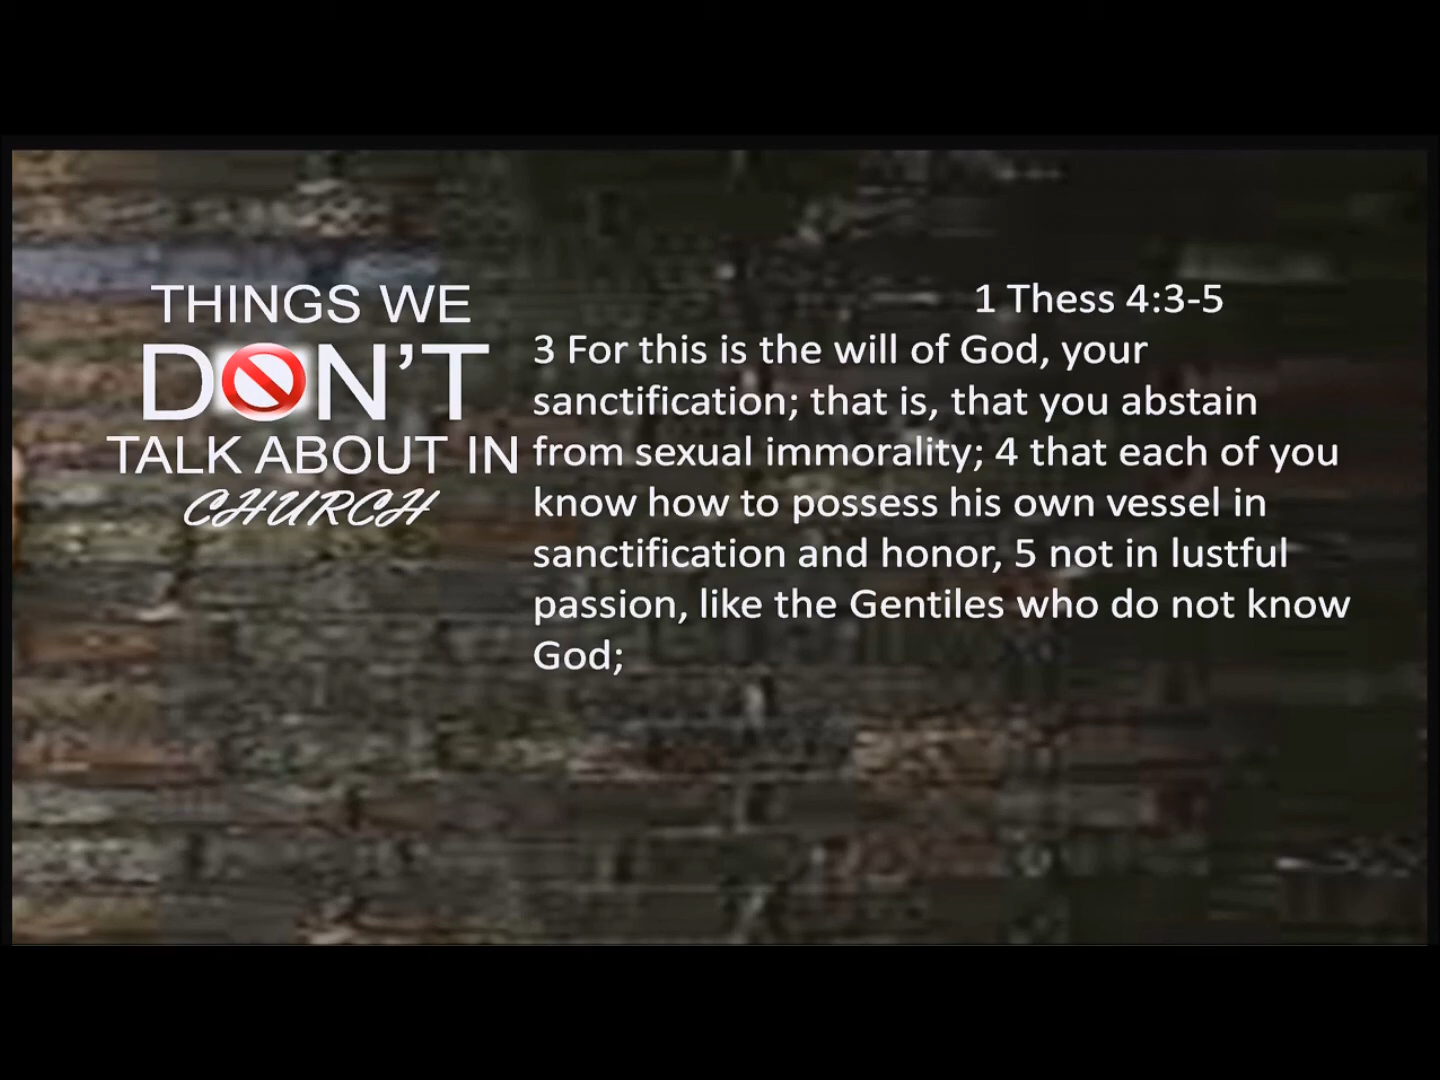 THINGS WE
DON'T
TALK ABOUT IN
CHURCH
1 Thess 4:3-5
3 For this is the will of God, your
sanctification; that is, that you abstain
from sexual immorality; 4 that each of you
know how to possess his own vessel in
sanctification and honor, 5 not in lustful
passion, like the Gentiles who do not know
God;